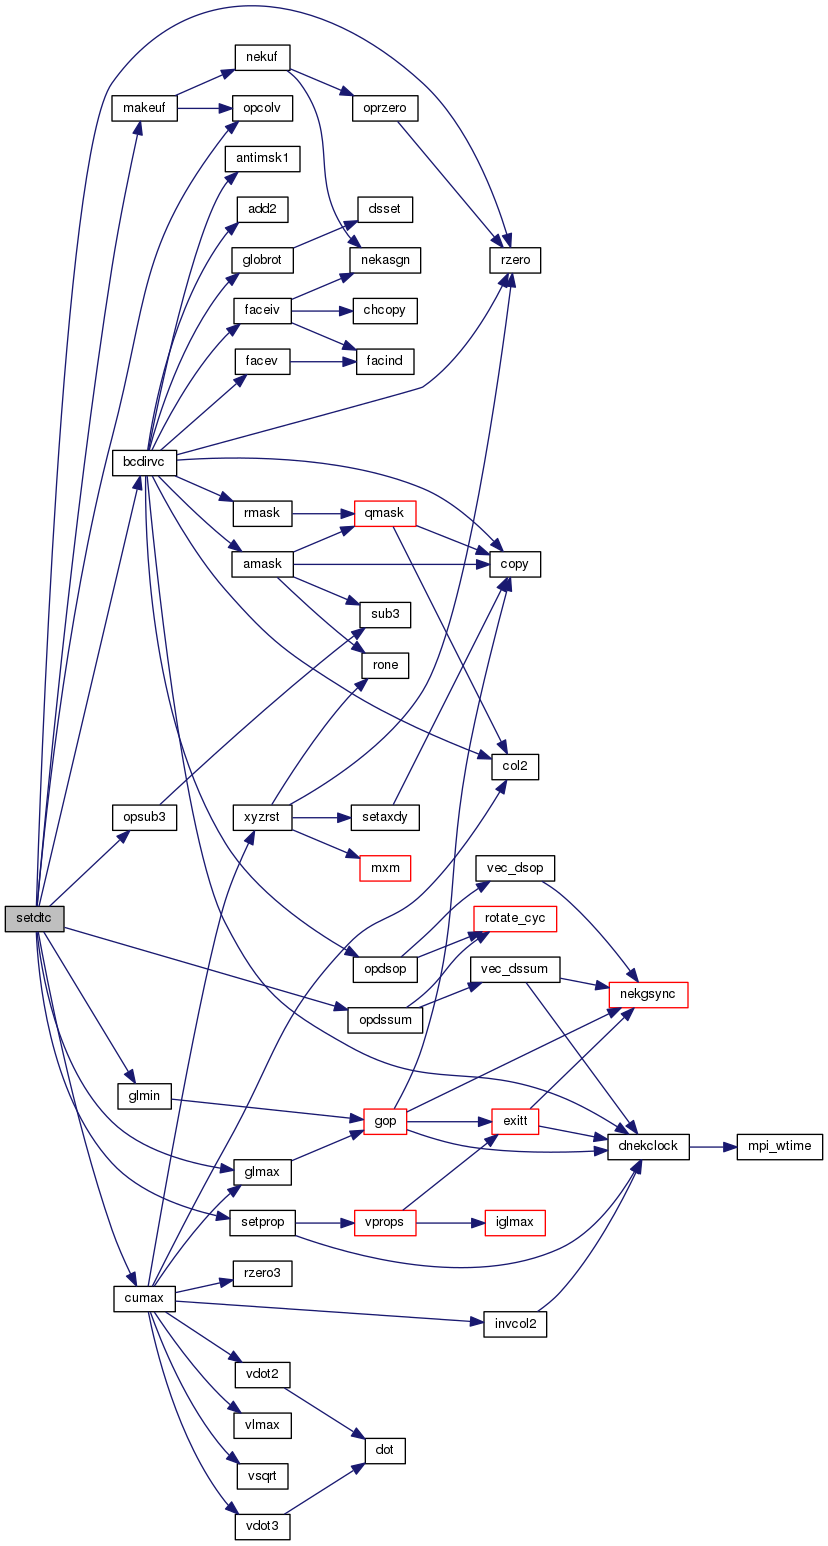 nekuf
makeuf
opcolv
oprzero
antimsk1
add2
dsset
globrot
nekasgn
rzero
faceiv
chcopy
facev
facind
bcdirvc
rmask
qmask
amask
copy
sub3
rone
col2
opsub3
xyzrst
setaxdy
mxm
vec_dsop
setdtc
rotate_cyc
opdsop
vec_dssum
nekgsync
opdssum
glmin
gop
exitt
dnekclock
mpi_wtime
glmax
setprop
vprops
iglmax
rzero3
cumax
invcol2
vdot2
vlmax
dot
vsqrt
vdot3